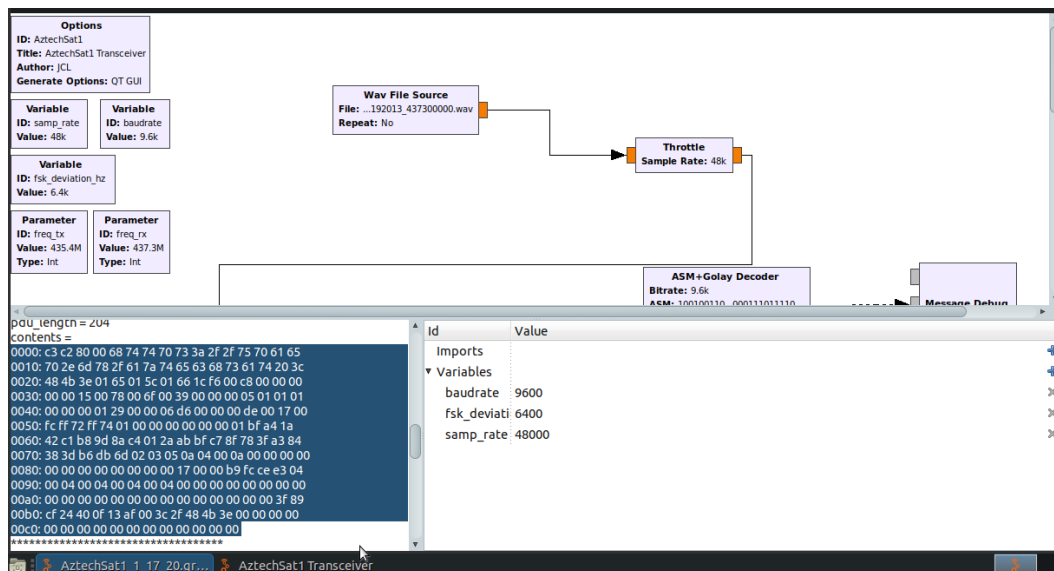 Options
ID: AztechSat1
Title: AztechSat1 Transceiver
Author: JCL
Generate Options: QT GUI
Variable
ID: samp_rate
Value: 48k
Variable
ID: baudrate
Value: 9.6k
Variable
ID: fsk_deviation_hz
Value: 6.4k
Parameter
ID: freq_tx
Value: 435.4M
Type: Int
Parameter
ID: freq_rx
Value: 437.3M
Type: Int
Wav File Source
File: ...192013_437300000.wav
Repeat: No
Throttle
Sample Rate: 48k
ASM+Golay Decoder
Bitrate: 9.6k
ASM: 100100110...000111011110
Message Debug
pdu_length = 204
contents =
0000: c3 c2 80 00 68 74 74 70 73 3a 2f 2f 75 70 61 65
0010: 70 2e 6d 78 2f 61 7a 74 65 63 68 73 61 74 20 3c
0020: 48 4b 3e 01 65 01 5c 01 66 1c f6 00 c8 00 00 00
0030: 00 00 15 00 78 00 6f 00 39 00 00 00 05 01 01 01
0040: 00 00 00 01 29 00 00 06 d6 00 00 00 de 00 17 00
0050: fc ff 72 ff 74 01 00 00 00 00 00 00 01 bf a4 1a
0060: 42 c1 b8 9d 8a c4 01 2a ab bf c7 8f 78 3f a3 84
0070: 38 3d b6 db 6d 02 03 05 0a 04 00 0a 00 00 00 00
0080: 00 00 00 00 00 00 00 00 17 00 00 b9 fc ce e3 04
0090: 00 04 00 04 00 04 00 04 00 00 00 00 00 00 00 00
00a0: 00 00 00 00 00 00 00 00 00 00 00 00 00 00 3f 89
00b0: cf 24 40 0f 13 af 00 3c 2f 48 4b 3e 00 00 00 00
00c0: 00 00 00 00 00 00 00 00 00 00 00 00
***********************************
Id Value
Imports
Variables
baudrate 9600
fsk_deviati 6400
samp_rate 48000
AztechSat1_1_17_20.gr...
AztechSat1 Transceiver